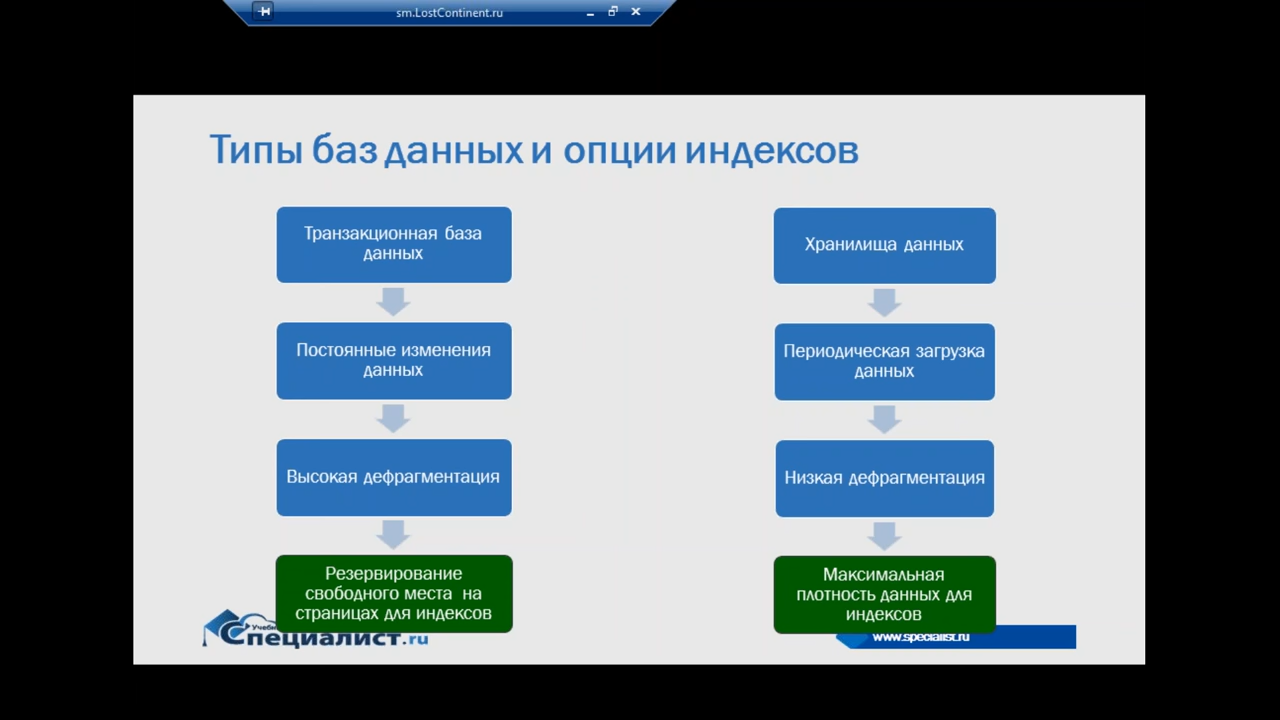 sm.LostContinent.ru
Типы баз данных и опции индексов
Транзакционная база
данных
Постоянные изменения
данных
Высокая дефрагментация
Резервирование
свободного места на
страницах для индексов
Хранилища данных
Периодическая загрузка
данных
Низкая дефрагментация
Максимальная
плотность данных для
индексов
Специалист.ru
www.specialist.ru